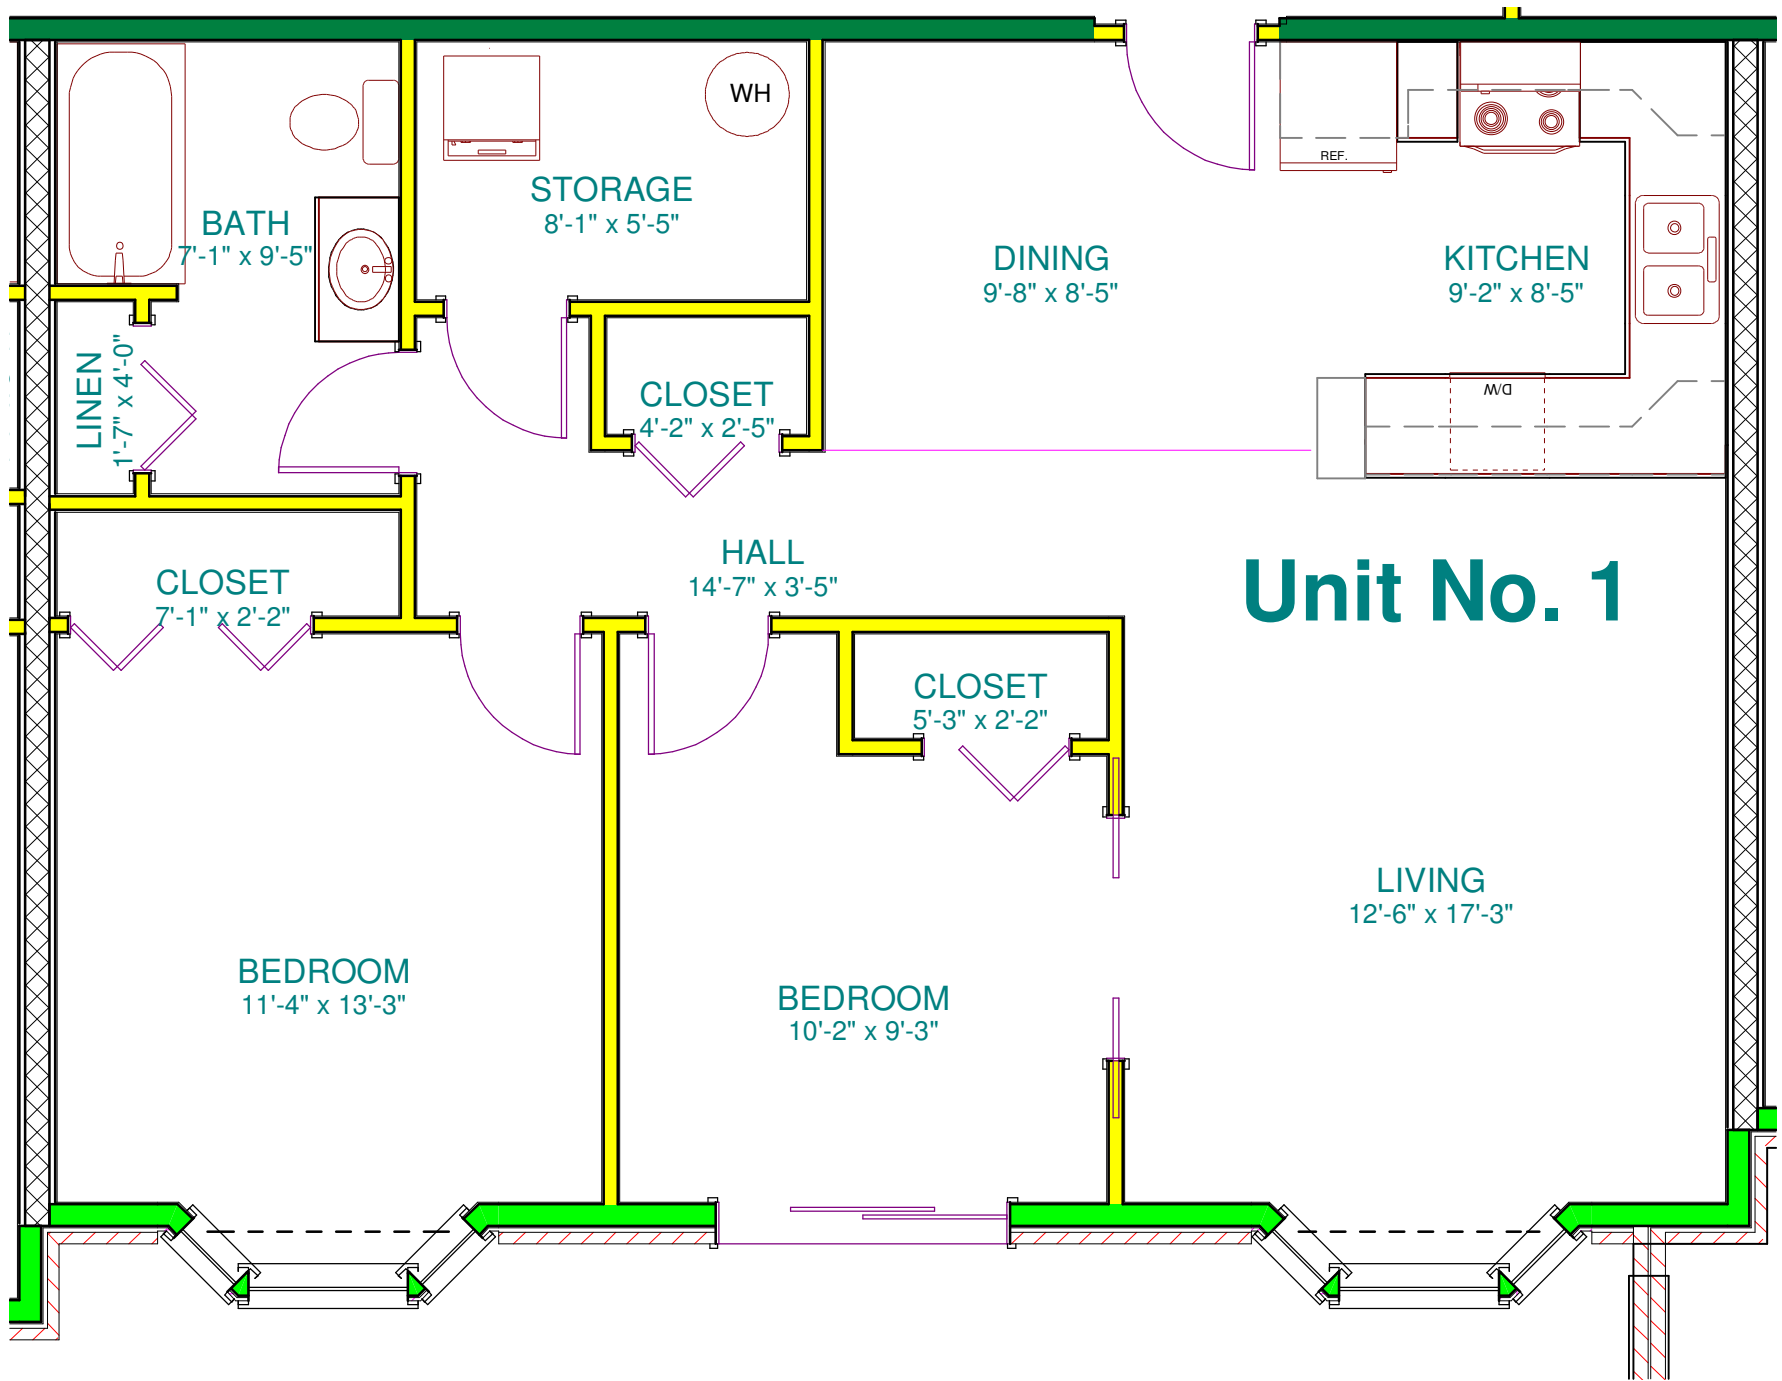 WH
REF.
STORAGE
8'-1" x 5'-5"
BATH
7'-1" x 9'-5"
DINING
9'-8" x 8'-5"
KITCHEN
9'-2" x 8'-5"
LINEN
1'-7" x 4'-0"
CLOSET
4'-2" x 2'-5"
D/W
HALL
14'-7" x 3'-5"
CLOSET
7'-1" x 2'-2"
Unit No. 1
CLOSET
5'-3" x 2'-2"
LIVING
12'-6" x 17'-3"
BEDROOM
11'-4" x 13'-3"
BEDROOM
10'-2" x 9'-3"